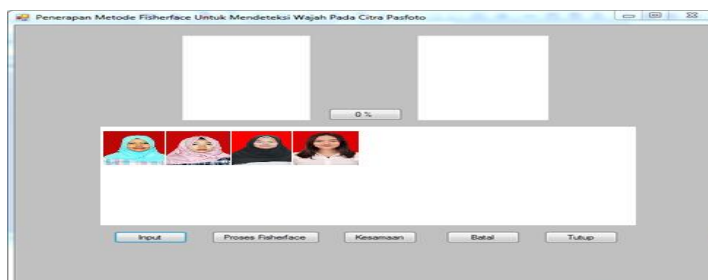 Penerapan Metode Fisherface Untuk Mendeteksi Wajah Pada Citra Pasfoto
0 %
Input Proses Fisherface Kesamaan Batal Tutup